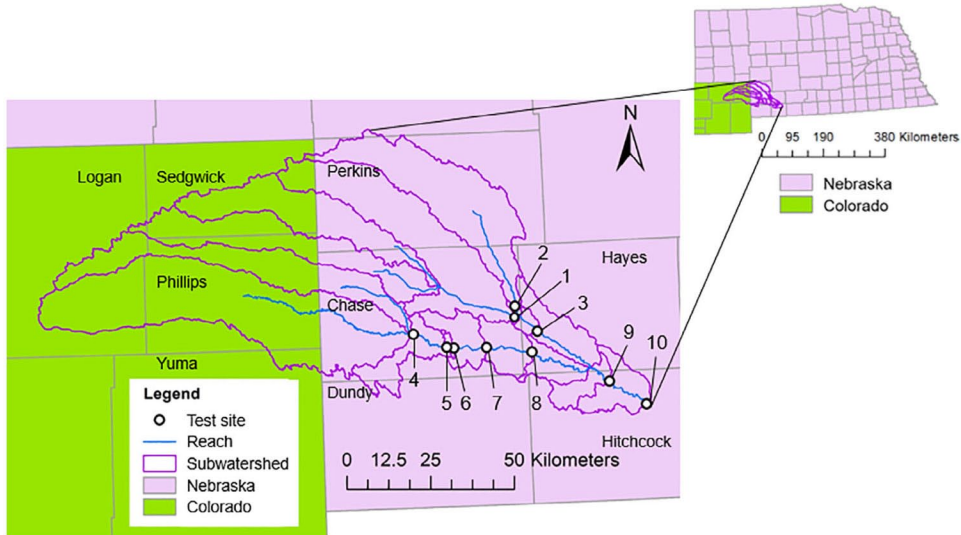 N
0 95 190 380 Kilometers
Nebraska
Colorado
Logan
Sedgwick
Perkins
Phillips
Chase
Hayes
Yuma
Dundy
Hitchcock
2
1
3
4
5
6
7
8
9
10
Legend
Test site
Reach
Subwatershed
Nebraska
Colorado
0 12.5 25 50 Kilometers